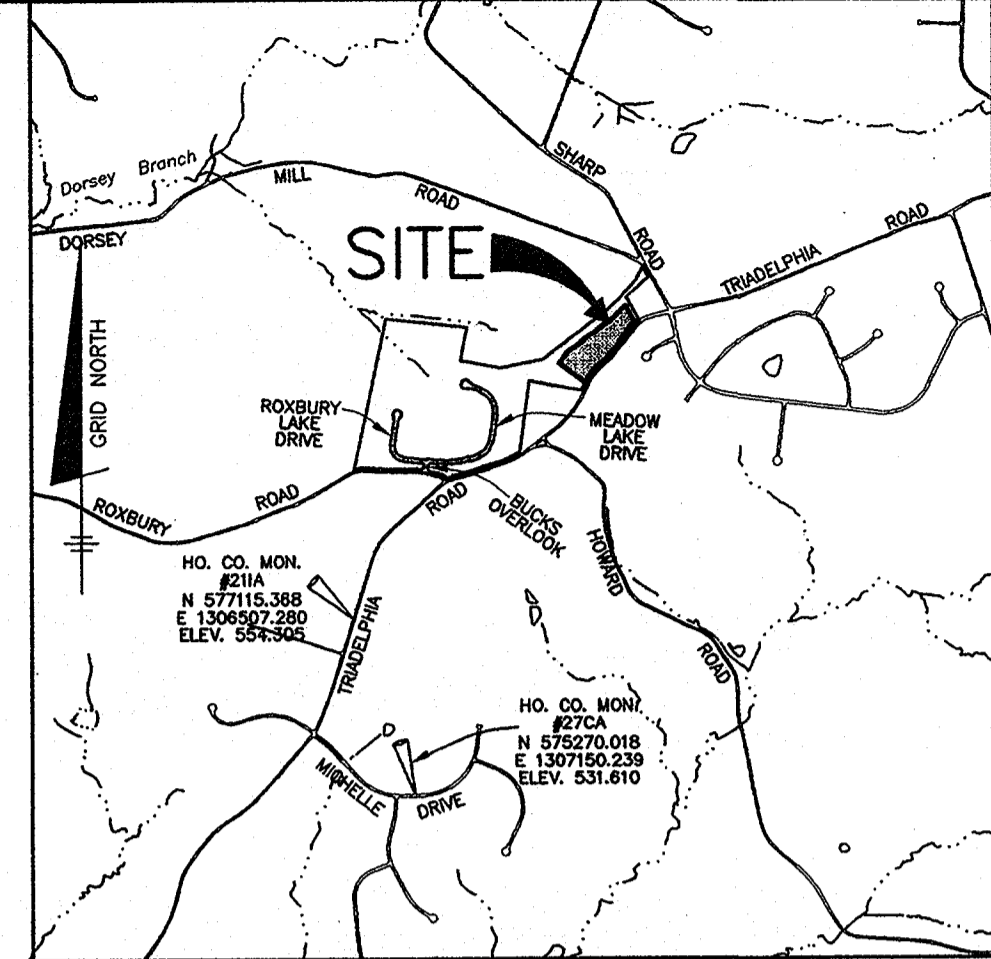 SHARP
ROAD
Dorsey Branch
MILL
ROAD
DORSEY
SITE
TRIADELPHIA
ROAD
GRID NORTH
ROXBURY
LAKE
DRIVE
MEADOW
LAKE
DRIVE
ROXBURY
ROAD
ROAD
BUCKS
OVERLOOK
HOWARD
ROAD
HO. CO. MON.
#211A
N 577115.368
E 1306507.280
ELEV. 554.305
TRIADELPHIA
HO. CO. MON.
#27CA
N 575270.018
E 1307150.239
ELEV. 531.610
MICHELLE
DRIVE